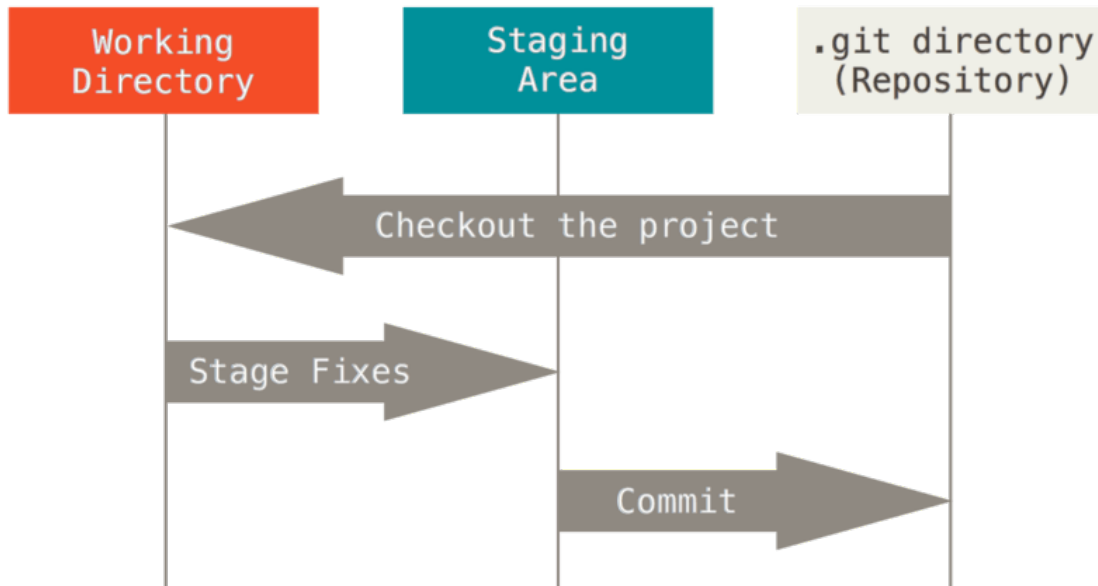 Working
Directory
Staging
Area
.git directory
(Repository)
Checkout the project
Stage Fixes
Commit